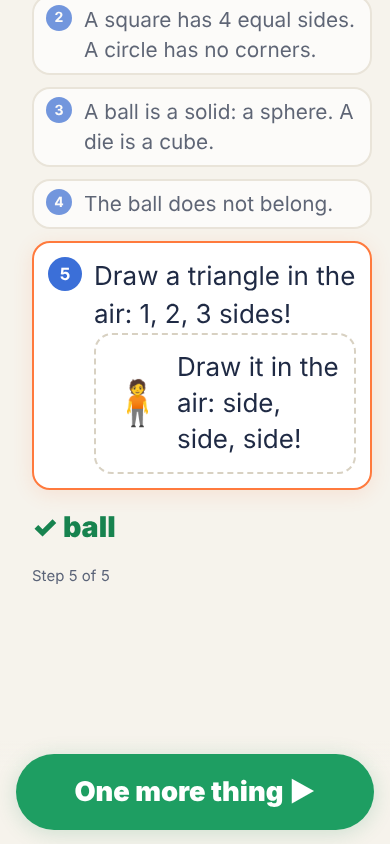 2
A square has 4 equal sides.
A circle has no corners.
3
A ball is a solid: a sphere. A
die is a cube.
4
The ball does not belong.
5
Draw a triangle in the
air: 1, 2, 3 sides!
Draw it in the
air: side,
side, side!
✓ ball
Step 5 of 5
One more thing ▶